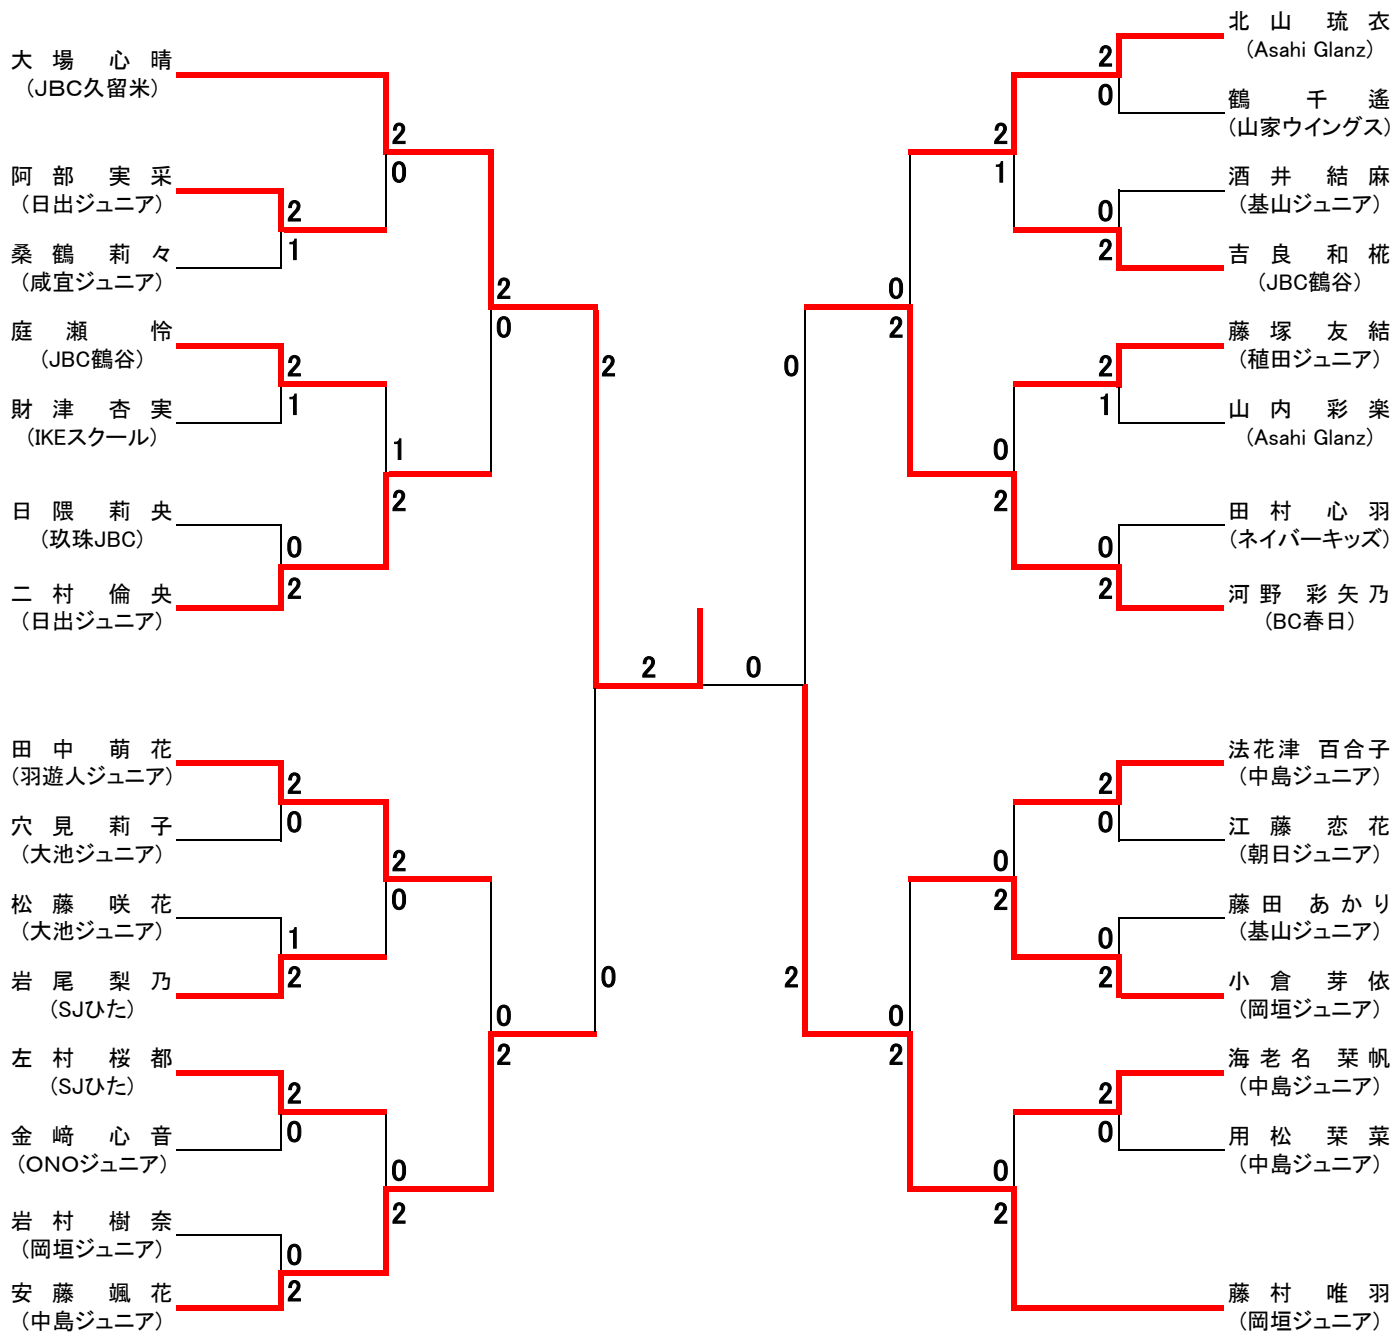 大場 心晴
(JBC久留米)
2
0
阿部 実采
(日出ジュニア)
2
1
桑鶴 莉々
(咸宜ジュニア)
2
0
庭瀬 怜
(JBC鶴谷)
2
1
財津 杏実
(IKEスクール)
1
2
日隈 莉央
(玖珠JBC)
0
2
二村 倫央
(日出ジュニア)
2
0
田中 萌花
(羽遊人ジュニア)
2
0
穴見 莉子
(大池ジュニア)
2
0
松藤 咲花
(大池ジュニア)
1
2
岩尾 梨乃
(SJひた)
0
2
左村 桜都
(SJひた)
2
0
金﨑 心音
(ONOジュニア)
0
2
岩村 樹奈
(岡垣ジュニア)
0
2
安藤 颯花
(中島ジュニア)
2
0
北山 琉衣
(Asahi Glanz)
2
0
鶴 千遙
(山家ウイングス)
2
1
酒井 結麻
(基山ジュニア)
0
2
吉良 和椛
(JBC鶴谷)
0
2
藤塚 友結
(稙田ジュニア)
2
1
山内 彩楽
(Asahi Glanz)
0
2
田村 心羽
(ネイバーキッズ)
0
2
河野 彩矢乃
(BC春日)
0
2
法花津 百合子
(中島ジュニア)
2
0
江藤 恋花
(朝日ジュニア)
0
2
藤田 あかり
(基山ジュニア)
0
2
小倉 芽依
(岡垣ジュニア)
0
2
海老名 栞帆
(中島ジュニア)
2
0
用松 栞菜
(中島ジュニア)
0
2
藤村 唯羽
(岡垣ジュニア)